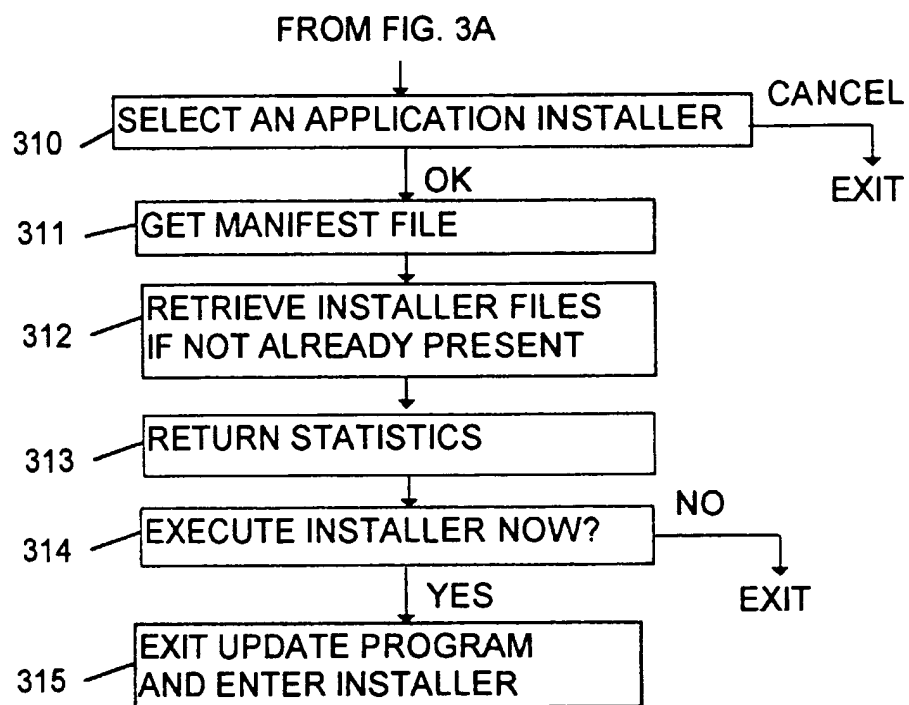 FROM FIG. 3A
CANCEL
310 SELECT AN APPLICATION INSTALLER
EXIT
OK
311 GET MANIFEST FILE
312 RETRIEVE INSTALLER FILES
IF NOT ALREADY PRESENT
313 RETURN STATISTICS
NO
314 EXECUTE INSTALLER NOW?
YES
EXIT
315 EXIT UPDATE PROGRAM
AND ENTER INSTALLER